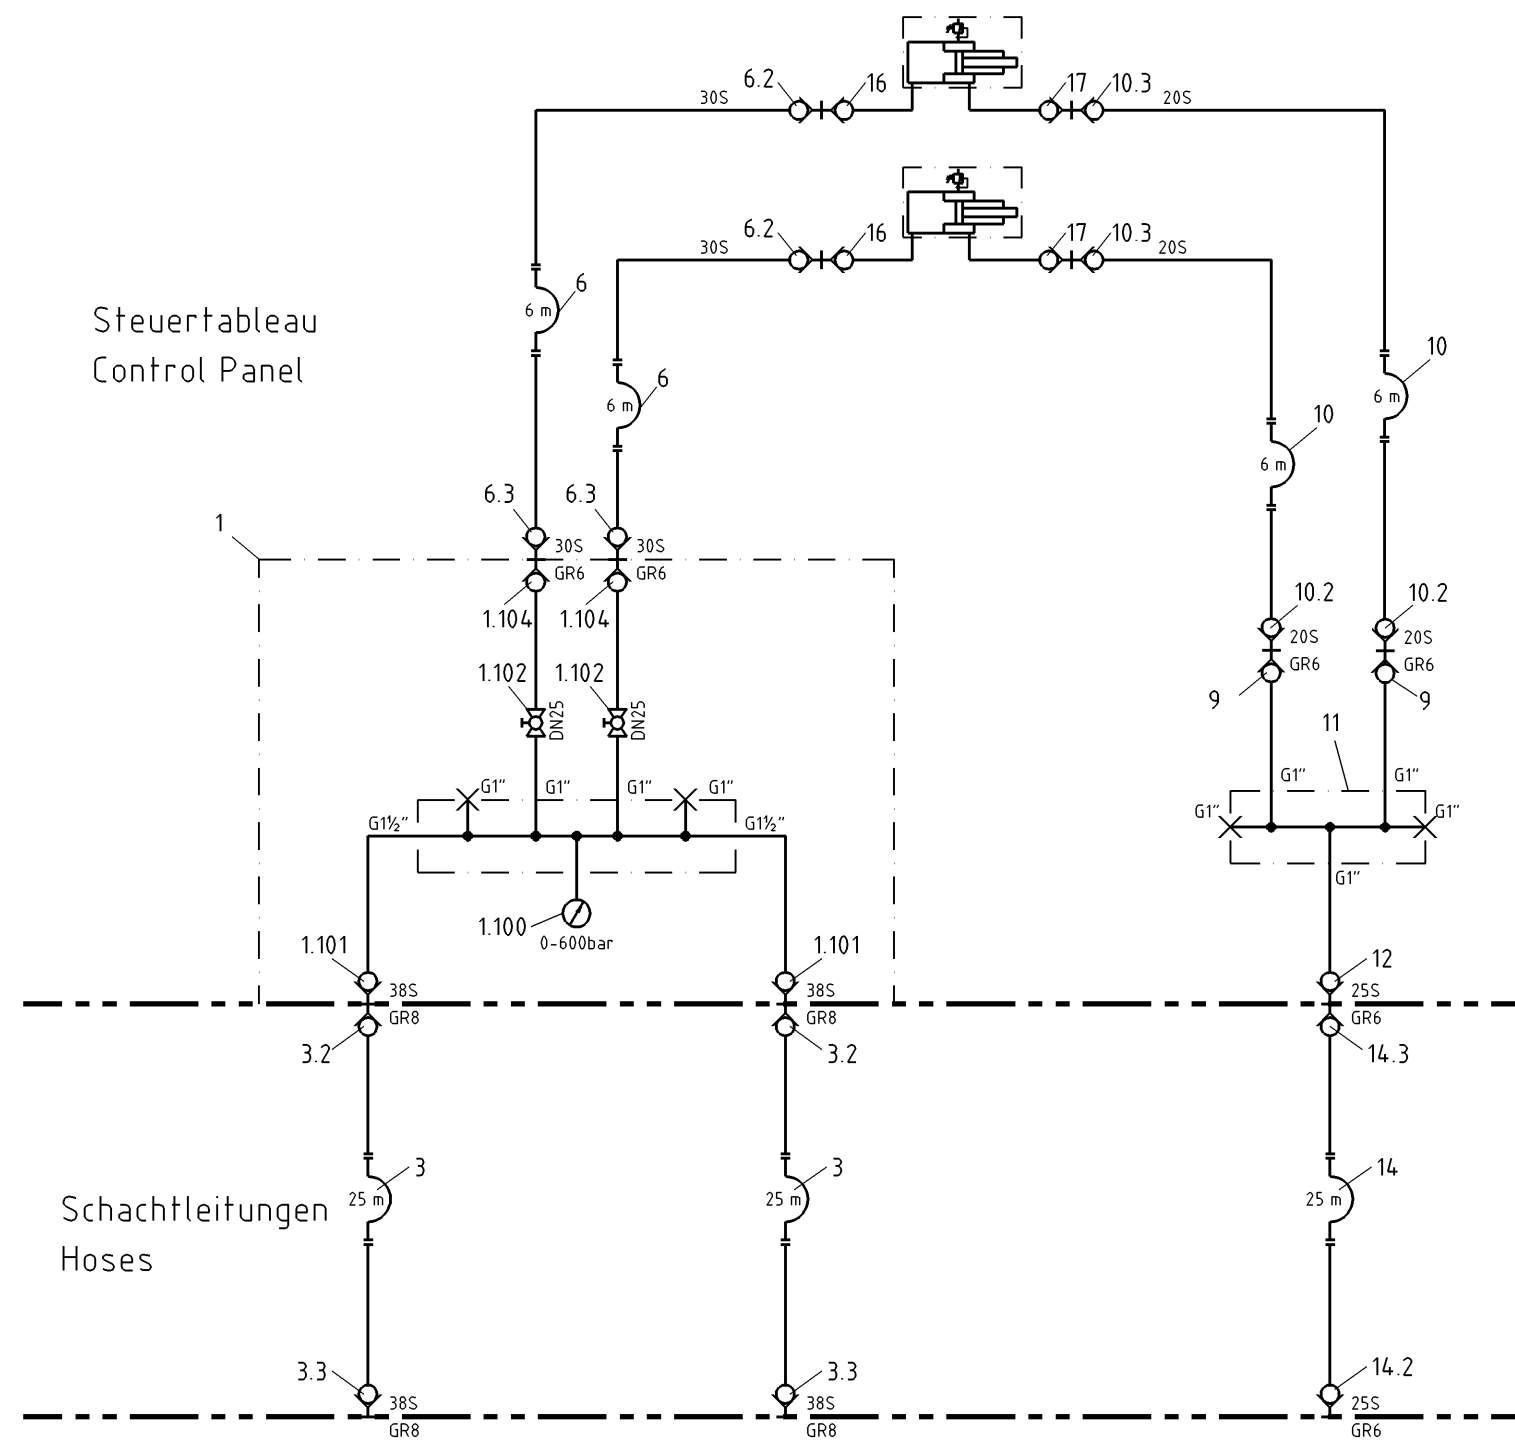 6.2
16
17
10.3
30S
20S
6.2
16
17
10.3
30S
20S
6
6 m
Steuertableau
Control Panel
6
6 m
10
6 m
10
6 m
6.3
6.3
1
30S
GR6
30S
GR6
1.104
1.104
10.2
10.2
20S
GR6
20S
GR6
1.102
1.102
DN25
DN25
9
9
11
G1"
G1"
G1"
G1"
G1"
G1"
G1½"
G1½"
G1"
G1"
G1"
1.100
0-600bar
1.101
1.101
12
38S
GR8
38S
GR8
25S
GR6
3.2
3.2
14.3
3
3
14
25 m
25 m
25 m
Schachtleitungen
Hoses
3.3
3.3
14.2
38S
GR8
38S
GR8
25S
GR6